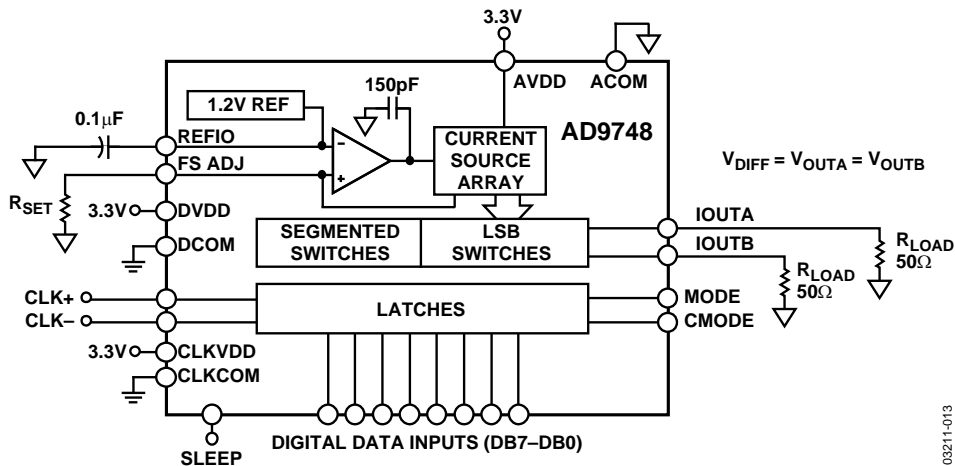 3.3V
150pF
AVDD
ACOM
1.2V REF
AD9748
0.1μF
REFIO
CURRENT
SOURCE
ARRAY
−
+
FS ADJ
V_DIFF = V_OUTA = V_OUTB
R_SET
3.3V
DVDD
IOUTA
SEGMENTED
SWITCHES
LSB
SWITCHES
DCOM
IOUTB
R_LOAD
50Ω
R_LOAD
50Ω
CLK+
LATCHES
MODE
CLK−
CMODE
3.3V
CLKVDD
CLKCOM
DIGITAL DATA INPUTS (DB7–DB0)
SLEEP
03211-013